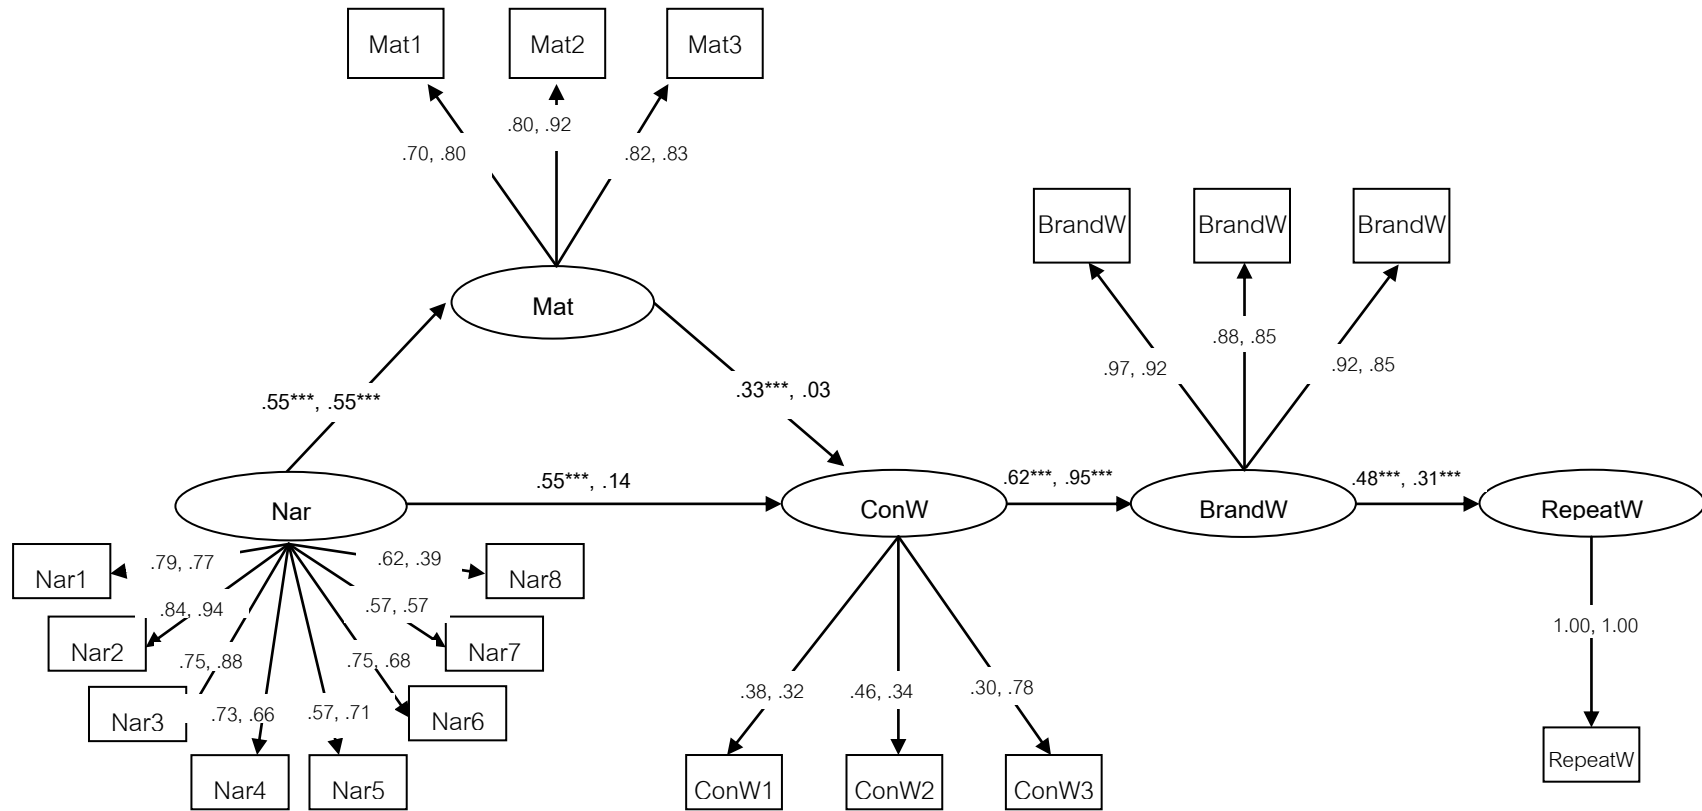 Mat1 Mat2 Mat3
.80, .92
.70, .80 .82, .83
BrandW BrandW BrandW
Mat
.88, .85
.97, .92 .92, .85
.55***, .55*** .33***, .03
.55***, .14 .62***, .95*** .48***, .31***
Nar ConW BrandW RepeatW
.79, .77 .62, .39
Nar1 Nar8
.84, .94 .57, .57
1.00, 1.00
Nar2 Nar7
.75, .88 .75, .68
.38, .32 .46, .34 .30, .78
.73, .66 .57, .71
Nar3 Nar6
RepeatW
Nar4 Nar5 ConW1 ConW2 ConW3